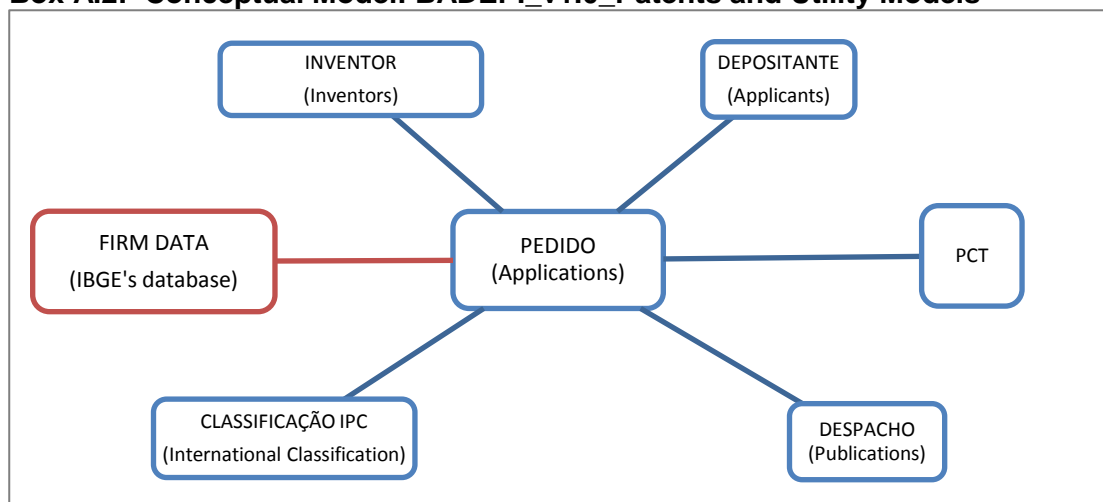 INVENTOR
(Inventors)
DEPOSITANTE
(Applicants)
FIRM DATA
(IBGE's database)
PEDIDO
(Applications)
PCT
CLASSIFICAÇÃO IPC
(International Classification)
DESPACHO
(Publications)